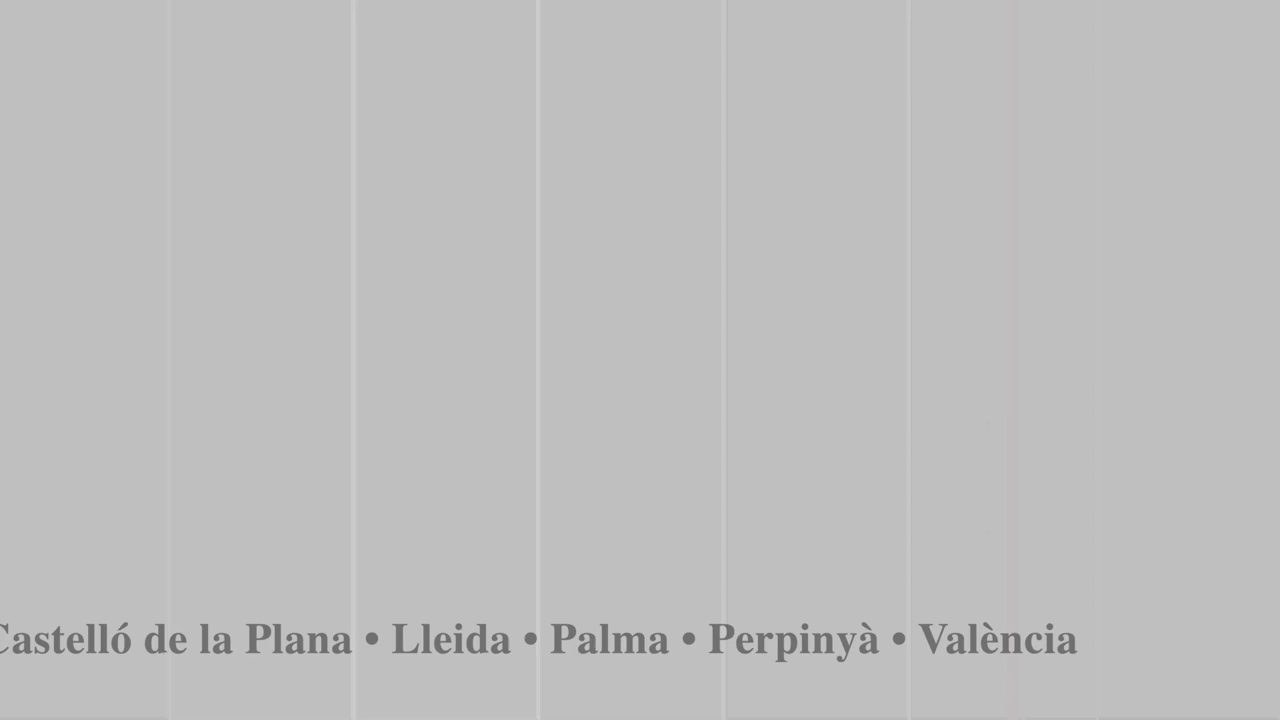 Castelló de la Plana • Lleida • Palma • Perpinyà • València